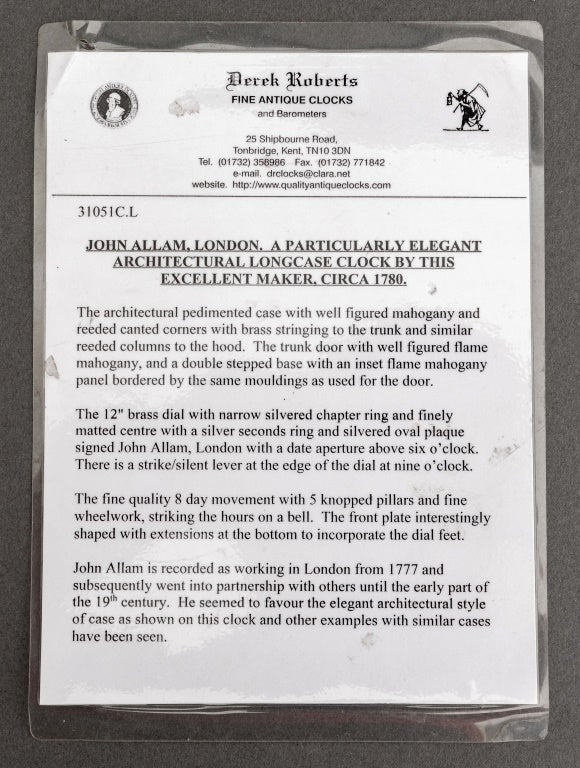 Derek Roberts
FINE ANTIQUE CLOCKS
and Barometers
25 Shipbourne Road,
Tonbridge, Kent, TN10 3DN
Tel. (01732) 358986 Fax. (01732) 771842
e-mail. drclocks@clara.net
website. http://www.qualityantiqueclocks.com
31051C.L
JOHN ALLAM, LONDON. A PARTICULARLY ELEGANT
ARCHITECTURAL LONGCASE CLOCK BY THIS
EXCELLENT MAKER, CIRCA 1780.
The architectural pedimented case with well figured mahogany and
reeded canted corners with brass stringing to the trunk and similar
reeded columns to the hood. The trunk door with well figured flame
mahogany, and a double stepped base with an inset flame mahogany
panel bordered by the same mouldings as used for the door.
The 12" brass dial with narrow silvered chapter ring and finely
matted centre with a silver seconds ring and silvered oval plaque
signed John Allam, London with a date aperture above six o'clock.
There is a strike/silent lever at the edge of the dial at nine o'clock.
The fine quality 8 day movement with 5 knopped pillars and fine
wheelwork, striking the hours on a bell. The front plate interestingly
shaped with extensions at the bottom to incorporate the dial feet.
John Allam is recorded as working in London from 1777 and
subsequently went into partnership with others until the early part of
the 19th century. He seemed to favour the elegant architectural style
of case as shown on this clock and other examples with similar cases
have been seen.